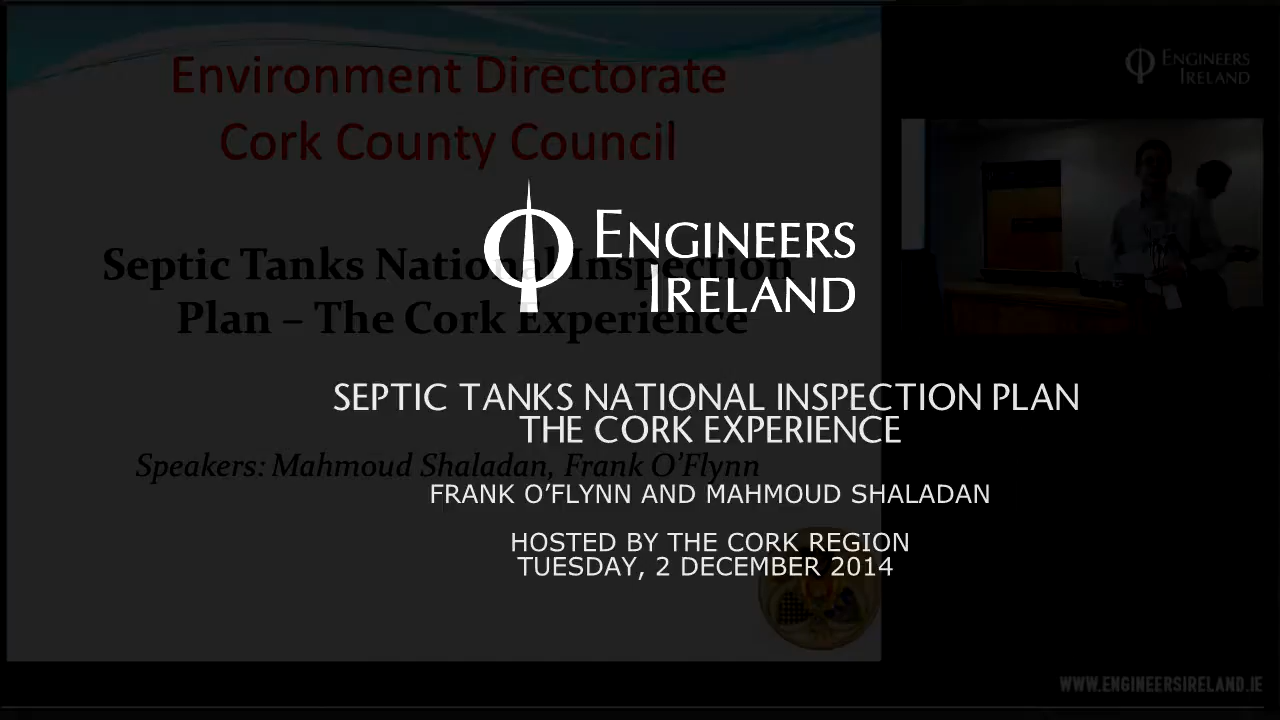 Environment Directorate
Cork County Council
ENGINEERS
IRELAND
Septic Tanks National Inspection
Plan – The Cork Experience
Speakers: Mahmoud Shaladan, Frank O’Flynn
ENGINEERS
IRELAND
SEPTIC TANKS NATIONAL INSPECTION PLAN
THE CORK EXPERIENCE
FRANK O’FLYNN AND MAHMOUD SHALADAN
HOSTED BY THE CORK REGION
TUESDAY, 2 DECEMBER 2014
WWW.ENGINEERSIRELAND.IE